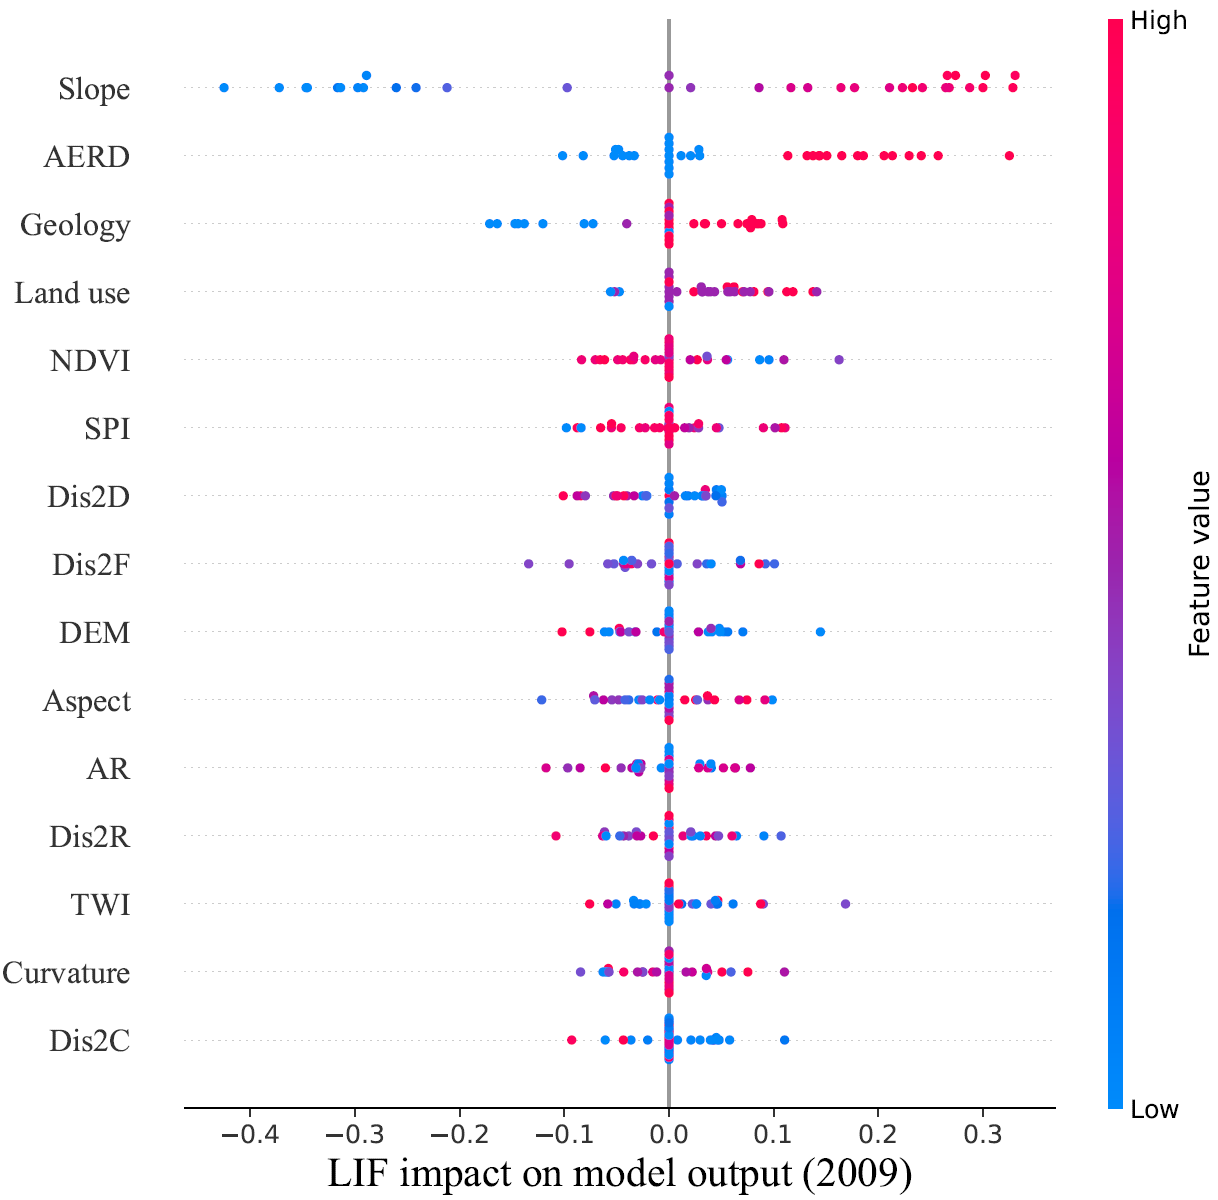 High
Slope
AERD
Geology
Land use
NDVI
SPI
Dis2D
Dis2F
DEM
Aspect
AR
Dis2R
TWI
Curvature
Dis2C
Feature value
Low
−0.4 −0.3 −0.2 −0.1 0.0 0.1 0.2 0.3
LIF impact on model output (2009)